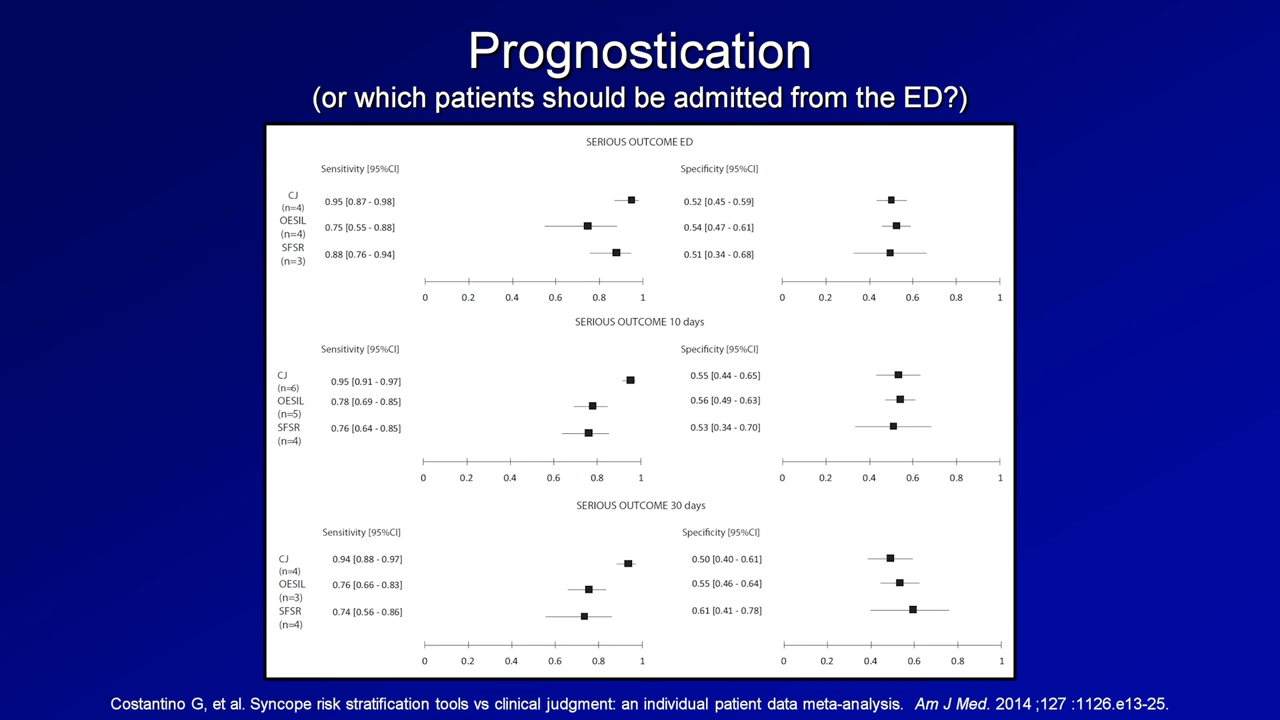 Prognostication
(or which patients should be admitted from the ED?)
SERIOUS OUTCOME ED
Sensitivity [95%CI] Specificity [95%CI]
CJ
(n=4) 0.95 [0.87 - 0.98] 0.52 [0.45 - 0.59]
OESIL
(n=4) 0.75 [0.55 - 0.88] 0.54 [0.47 - 0.61]
SFSR
(n=3) 0.88 [0.76 - 0.94] 0.51 [0.34 - 0.68]
0 0.2 0.4 0.6 0.8 1 0 0.2 0.4 0.6 0.8 1
SERIOUS OUTCOME 10 days
Sensitivity [95%CI] Specificity [95%CI]
CJ
(n=6) 0.95 [0.91 - 0.97] 0.55 [0.44 - 0.65]
OESIL 0.78 [0.69 - 0.85] 0.56 [0.49 - 0.63]
(n=5)
SFSR 0.76 [0.64 - 0.85] 0.53 [0.34 - 0.70]
(n=4)
0 0.2 0.4 0.6 0.8 1 0 0.2 0.4 0.6 0.8 1
SERIOUS OUTCOME 30 days
Sensitivity [95%CI] Specificity [95%CI]
CJ 0.94 [0.88 - 0.97] 0.50 [0.40 - 0.61]
(n=4)
OESIL 0.76 [0.66 - 0.83] 0.55 [0.46 - 0.64]
(n=3)
SFSR 0.74 [0.56 - 0.86] 0.61 [0.41 - 0.78]
(n=4)
0 0.2 0.4 0.6 0.8 1 0 0.2 0.4 0.6 0.8 1
Costantino G, et al. Syncope risk stratification tools vs clinical judgment: an individual patient data meta-analysis. Am J Med. 2014 ;127 :1126.e13-25.